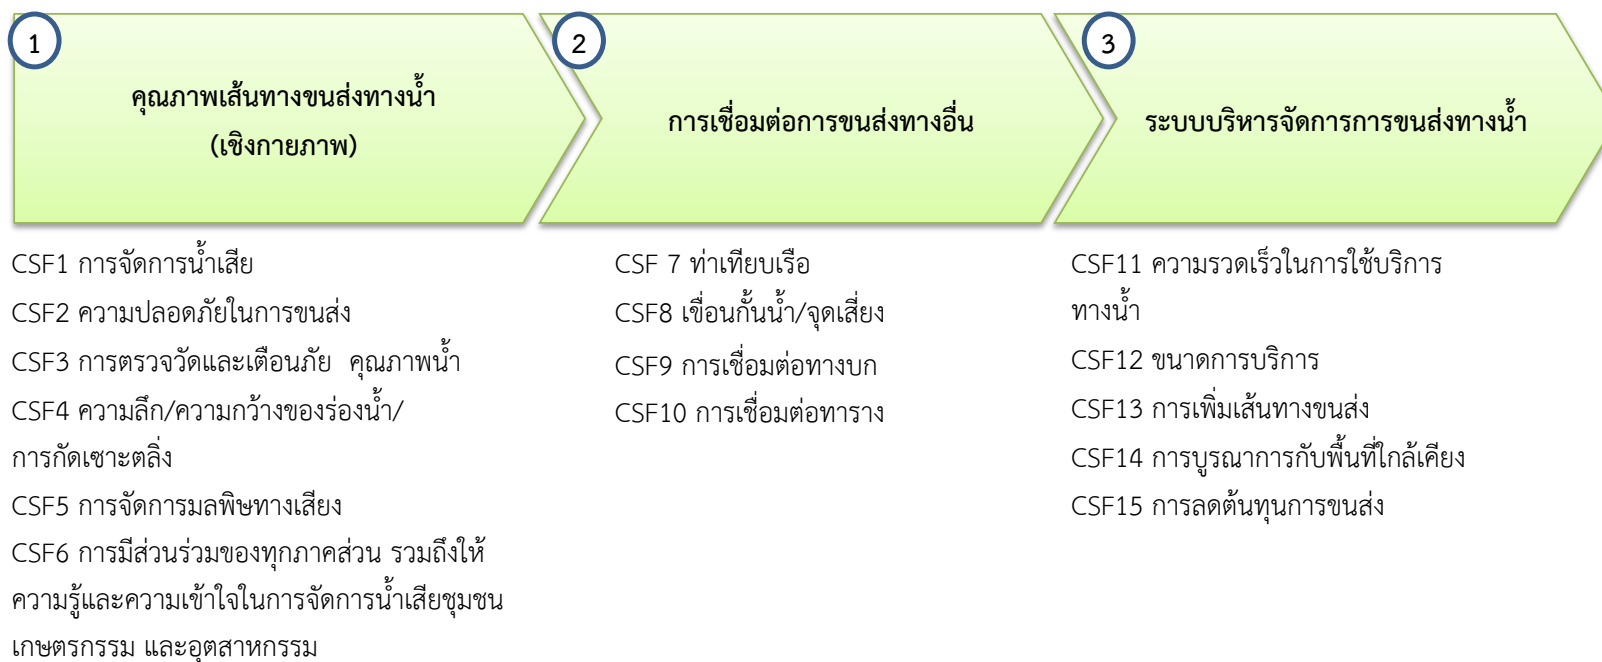 1
คุณภาพเส้นทางขนส่งทางน้ำ
(เชิงกายภาพ)
2
การเชื่อมต่อการขนส่งทางอื่น
3
ระบบบริหารจัดการการขนส่งทางน้ำ
CSF1 การจัดการน้ำเสีย
CSF2 ความปลอดภัยในการขนส่ง
CSF3 การตรวจวัดและเตือนภัย คุณภาพน้ำ
CSF4 ความลึก/ความกว้างของร่องน้ำ/
การกัดเซาะตลิ่ง
CSF5 การจัดการมลพิษทางเสียง
CSF6 การมีส่วนร่วมของทุกภาคส่วน รวมถึงให้
ความรู้และความเข้าใจในการจัดการน้ำเสียชุมชน
เกษตรกรรม และอุตสาหกรรม
CSF 7 ท่าเทียบเรือ
CSF8 เขื่อนกั้นน้ำ/จุดเสี่ยง
CSF9 การเชื่อมต่อทางบก
CSF10 การเชื่อมต่อทาราง
CSF11 ความรวดเร็วในการใช้บริการ
ทางน้ำ
CSF12 ขนาดการบริการ
CSF13 การเพิ่มเส้นทางขนส่ง
CSF14 การบูรณาการกับพื้นที่ใกล้เคียง
CSF15 การลดต้นทุนการขนส่ง